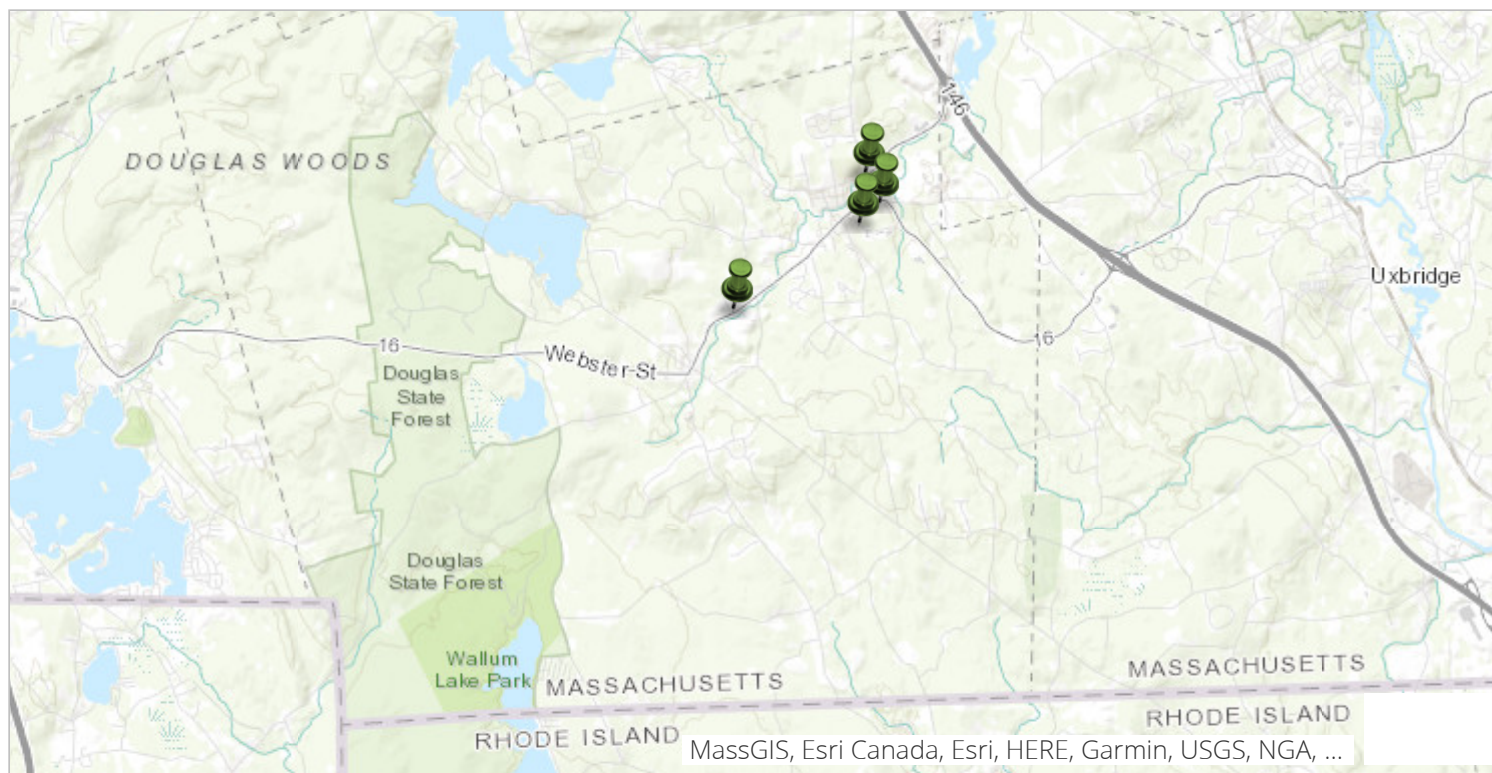 146
DOUGLAS WOODS
Uxbridge
16
16
Webster-St
Douglas
State
Forest
Douglas
State Forest
Wallum
Lake Park
MASSACHUSETTS
MASSACHUSETTS
RHODE ISLAND
RHODE ISLAND
MassGIS, Esri Canada, Esri, HERE, Garmin, USGS, NGA, ...